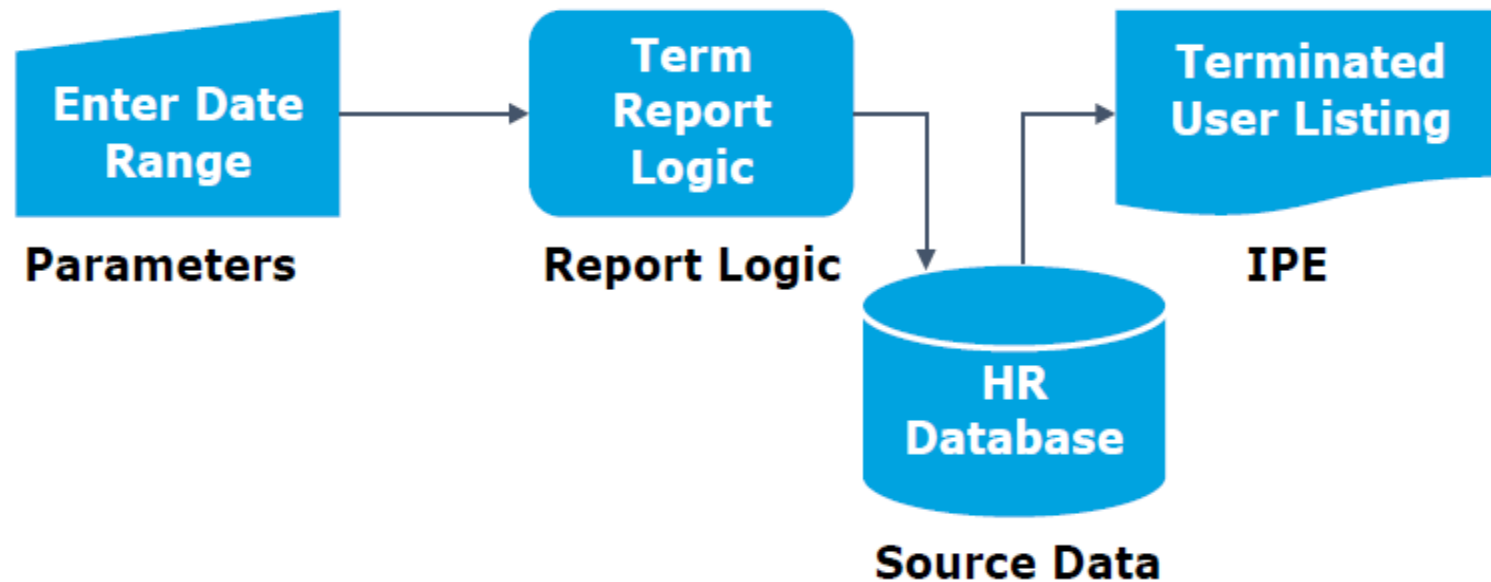 Enter Date
Range
Parameters
Term
Report
Logic
Report Logic
HR
Database
Source Data
Terminated
User Listing
IPE